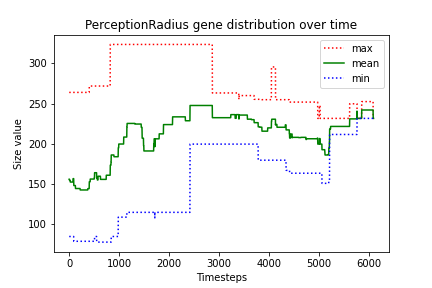 PerceptionRadius gene distribution over time
max
mean
min
300
250
200
150
100
Size value
0 1000 2000 3000 4000 5000 6000
Timesteps